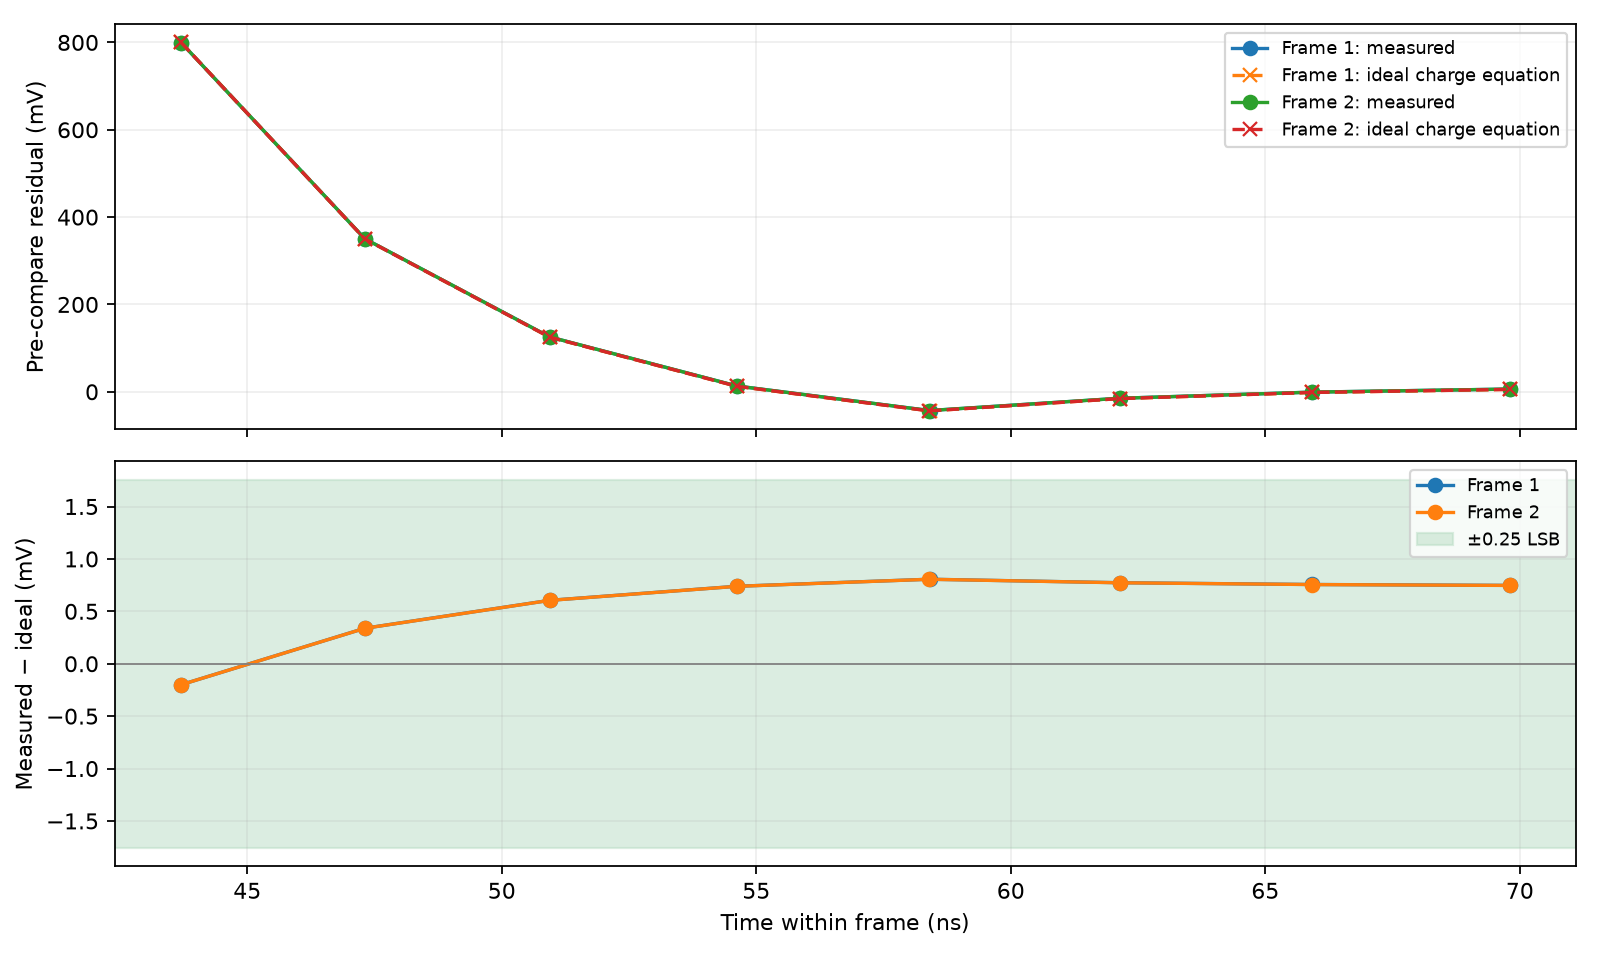 Pre-compare residual (mV)
800
600
400
200
0
Frame 1: measured
Frame 1: ideal charge equation
Frame 2: measured
Frame 2: ideal charge equation
Measured − ideal (mV)
1.5
1.0
0.5
0.0
−0.5
−1.0
−1.5
Frame 1
Frame 2
±0.25 LSB
45
50
55
60
65
70
Time within frame (ns)